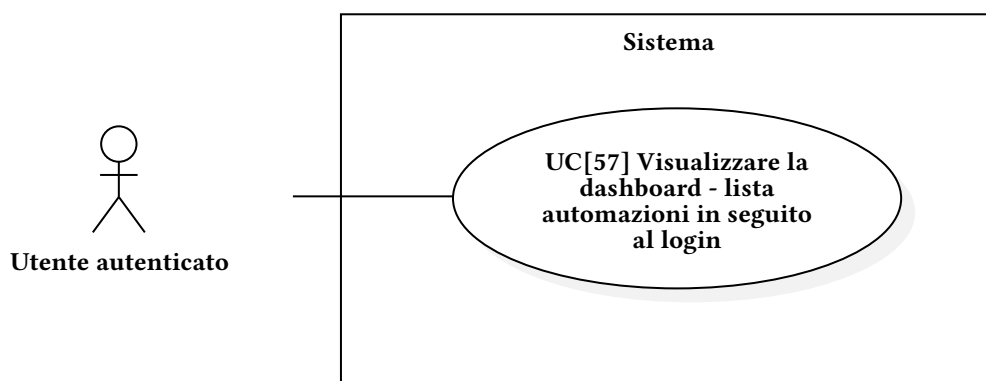 Sistema
UC[57] Visualizzare la
dashboard - lista
automazioni in seguito
al login
Utente autenticato